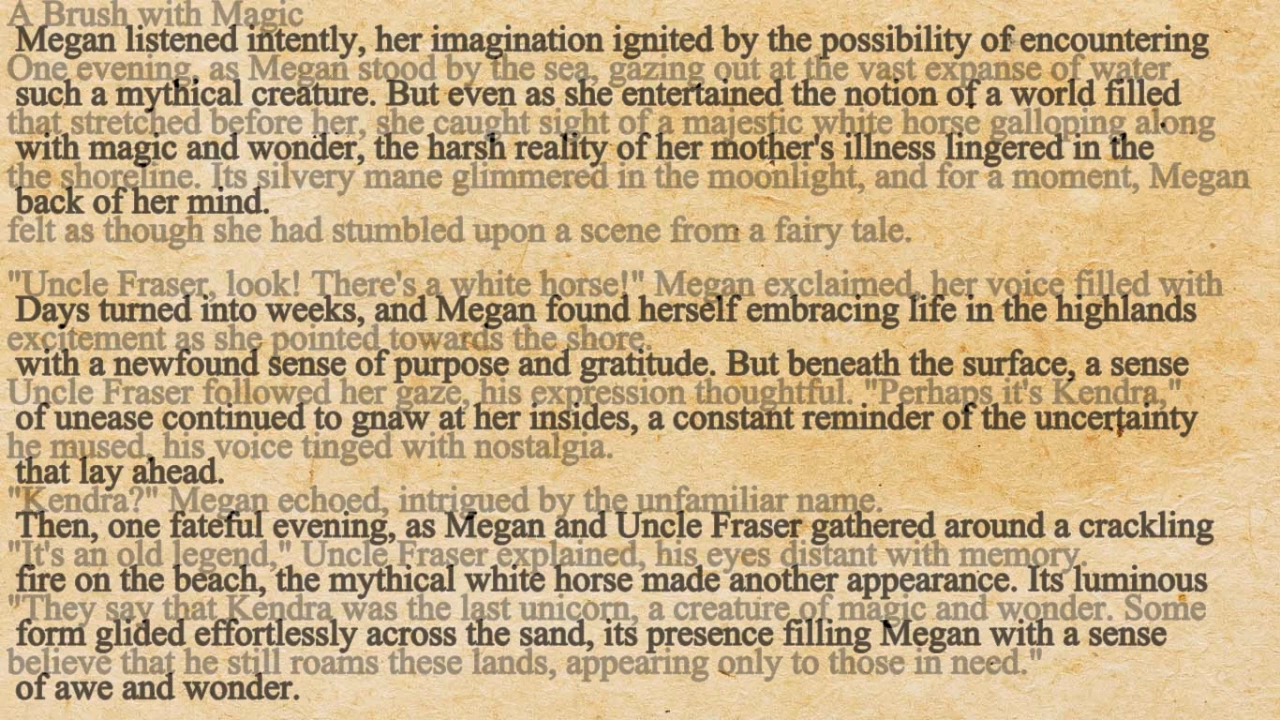 A Brush with Magic
Megan listened intently, her imagination ignited by the possibility of encountering
One evening, as Megan stood by the sea, gazing out at the vast expanse of water
such a mythical creature. But even as she entertained the notion of a world filled
that stretched before her, she caught sight of a majestic white horse galloping along
with magic and wonder, the harsh reality of her mother's illness lingered in the
the shoreline. Its silvery mane glimmered in the moonlight, and for a moment, Megan
back of her mind.
felt as though she had stumbled upon a scene from a fairy tale.
"Uncle Fraser, look! There's a white horse!" Megan exclaimed, her voice filled with
Days turned into weeks, and Megan found herself embracing life in the highlands
excitement as she pointed towards the shore.
with a newfound sense of purpose and gratitude. But beneath the surface, a sense
Uncle Fraser followed her gaze, his expression thoughtful. "Perhaps it's Kendra,"
of unease continued to gnaw at her insides, a constant reminder of the uncertainty
he mused, his voice tinged with nostalgia.
that lay ahead.
"Kendra?" Megan echoed, intrigued by the unfamiliar name.
Then, one fateful evening, as Megan and Uncle Fraser gathered around a crackling
"It's an old legend," Uncle Fraser explained, his eyes distant with memory.
fire on the beach, the mythical white horse made another appearance. Its luminous
"They say that Kendra was the last unicorn, a creature of magic and wonder. Some
form glided effortlessly across the sand, its presence filling Megan with a sense
believe that he still roams these lands, appearing only to those in need."
of awe and wonder.